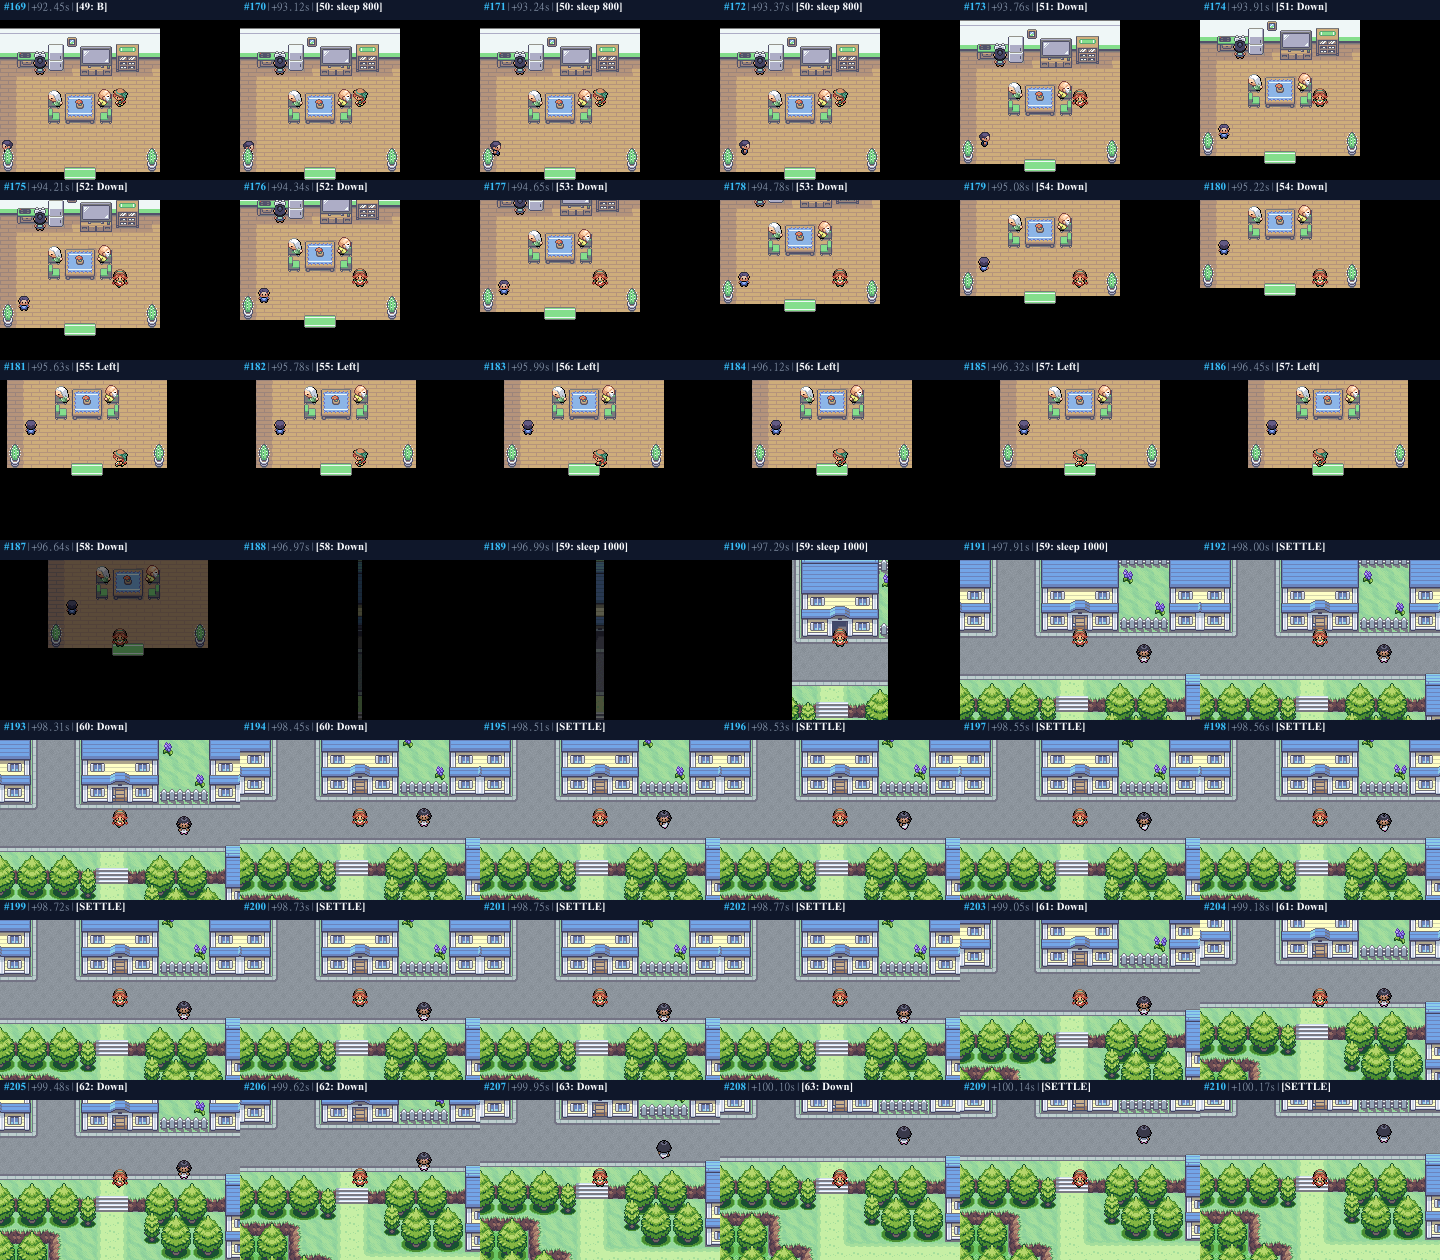 #169|+92.45s|[49: B]
#170|+93.12s|[50: sleep 800]
#171|+93.24s|[50: sleep 800]
#172|+93.37s|[50: sleep 800]
#173|+93.76s|[51: Down]
#174|+93.91s|[51: Down]
#175|+94.21s|[52: Down]
#176|+94.34s|[52: Down]
#177|+94.65s|[53: Down]
#178|+94.78s|[53: Down]
#179|+95.08s|[54: Down]
#180|+95.22s|[54: Down]
#181|+95.63s|[55: Left]
#182|+95.78s|[55: Left]
#183|+95.99s|[56: Left]
#184|+96.12s|[56: Left]
#185|+96.32s|[57: Left]
#186|+96.45s|[57: Left]
#187|+96.64s|[58: Down]
#188|+96.97s|[58: Down]
#189|+96.99s|[59: sleep 1000]
#190|+97.29s|[59: sleep 1000]
#191|+97.91s|[59: sleep 1000]
#192|+98.00s|[SETTLE]
#193|+98.31s|[60: Down]
#194|+98.45s|[60: Down]
#195|+98.51s|[SETTLE]
#196|+98.53s|[SETTLE]
#197|+98.55s|[SETTLE]
#198|+98.56s|[SETTLE]
#199|+98.72s|[SETTLE]
#200|+98.73s|[SETTLE]
#201|+98.75s|[SETTLE]
#202|+98.77s|[SETTLE]
#203|+99.05s|[61: Down]
#204|+99.18s|[61: Down]
#205|+99.48s|[62: Down]
#206|+99.62s|[62: Down]
#207|+99.95s|[63: Down]
#208|+100.10s|[63: Down]
#209|+100.14s|[SETTLE]
#210|+100.17s|[SETTLE]